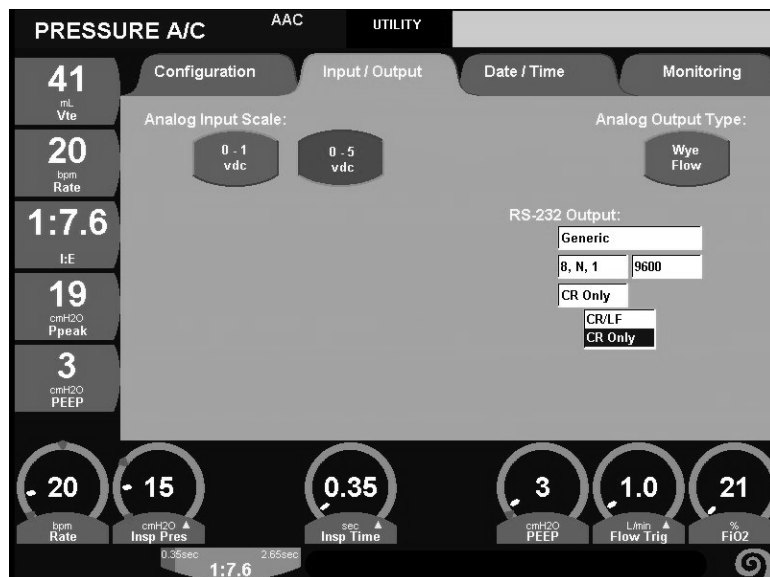 PRESSURE A/C
AAC
UTILITY
Configuration
Input / Output
Date / Time
Monitoring
41
mL
Vte
20
bpm
Rate
1:7.6
I:E
19
cmH2O
Ppeak
3
cmH2O
PEEP
Analog Input Scale:
0 - 1
vdc
0 - 5
vdc
Analog Output Type:
Wye
Flow
RS-232 Output:
Generic
8, N, 1
9600
CR Only
CR/LF
CR Only
20
bpm
Rate
15
cmH2O
Insp Pres
0.35
sec
Insp Time
3
cmH2O
PEEP
1.0
L/min
Flow Trig
21
%
FiO2
0.35sec
2.65sec
1:7.6